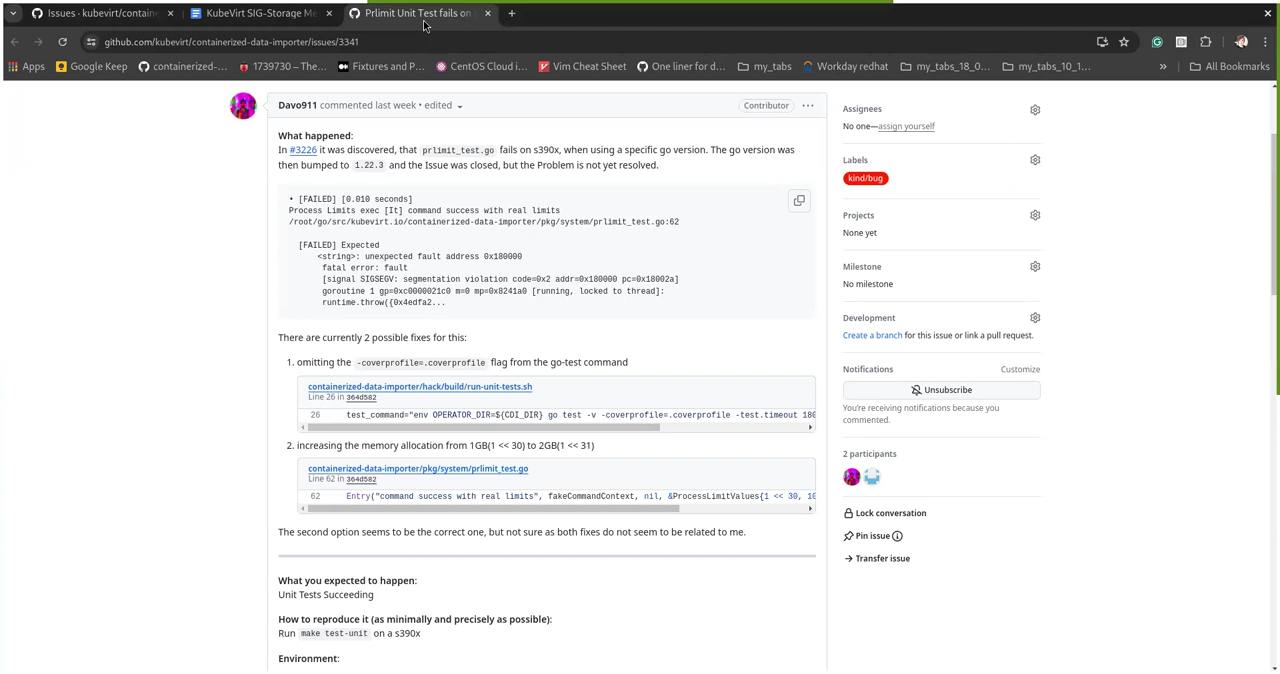 Issues · kubevirt/contain
KubeVirt SIG-Storage Me
Prlimit Unit Test fails on
github.com/kubevirt/containerized-data-importer/issues/3341
Apps
Google Keep
containerized-...
1739730 – The...
Fixtures and P...
CentOS Cloud i...
Vim Cheat Sheet
One liner for d...
my_tabs
Workday redhat
my_tabs_18_0...
my_tabs_10_1...
»
All Bookmarks
Davo911 commented last week • edited
Contributor
What happened:
In #3226 it was discovered, that prlimit_test.go fails on s390x, when using a specific go version. The go version was
then bumped to 1.22.3 and the Issue was closed, but the Problem is not yet resolved.
• [FAILED] [0.010 seconds]
Process Limits exec [It] command success with real limits
/root/go/src/kubevirt.io/containerized-data-importer/pkg/system/prlimit_test.go:62
[FAILED] Expected
<string>: unexpected fault address 0x180000
fatal error: fault
[signal SIGSEGV: segmentation violation code=0x2 addr=0x180000 pc=0x18002a]
goroutine 1 gp=0xc0000021c0 m=0 mp=0x8241a0 [running, locked to thread]:
runtime.throw({0x4edfa2...
There are currently 2 possible fixes for this:
1. omitting the -coverprofile=.coverprofile flag from the go-test command
containerized-data-importer/hack/build/run-unit-tests.sh
Line 26 in 364d582
26 test_command="env OPERATOR_DIR=${CDI_DIR} go test -v -coverprofile=.coverprofile -test.timeout 180
2. increasing the memory allocation from 1GB(1 << 30) to 2GB(1 << 31)
containerized-data-importer/pkg/system/prlimit_test.go
Line 62 in 364d582
62 Entry("command success with real limits", fakeCommandContext, nil, &ProcessLimitValues{1 << 30, 10
The second option seems to be the correct one, but not sure as both fixes do not seem to be related to me.
What you expected to happen:
Unit Tests Succeeding
How to reproduce it (as minimally and precisely as possible):
Run make test-unit on a s390x
Environment:
Assignees
No one—assign yourself
Labels
kind/bug
Projects
None yet
Milestone
No milestone
Development
Create a branch for this issue or link a pull request.
Notifications
Customize
Unsubscribe
You're receiving notifications because you
commented.
2 participants
Lock conversation
Pin issue
Transfer issue